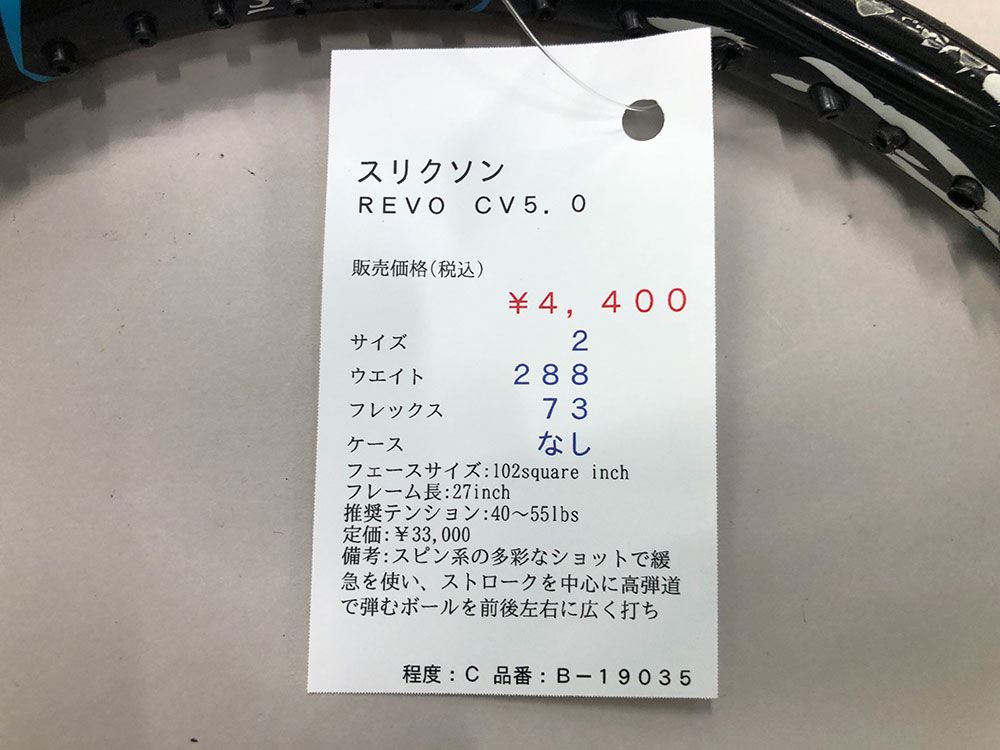 スリクソン
ＲＥＶＯ　ＣＶ５．０
販売価格(税込)
￥４，４００
サイズ　２
ウエイト　２８８
フレックス　７３
ケース　なし
フェースサイズ:102square inch
フレーム長:27inch
推奨テンション:40～55lbs
定価:￥33,000
備考:スピン系の多彩なショットで緩
急を使い、ストロークを中心に高弾道
で弾むボールを前後左右に広く打ち
程度：Ｃ 品番：Ｂ－１９０３５